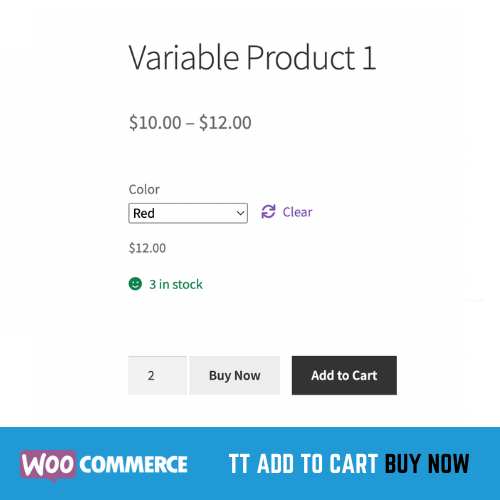 Variable Product 1
$10.00 – $12.00
Color
Red Clear
$12.00
3 in stock
2 Buy Now Add to Cart
WOO COMMERCE TT ADD TO CART BUY NOW